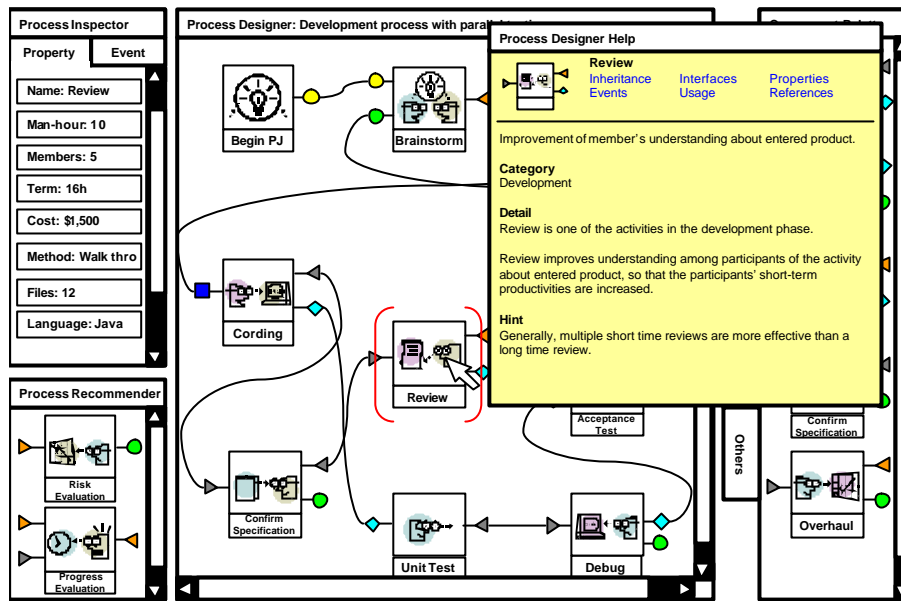 Process Inspector
Property Event
Name: Review
Man-hour: 10
Members: 5
Term: 16h
Cost: $1,500
Method: Walk thro
Files: 12
Language: Java
Process Recommender
Risk
Evaluation
Progress
Evaluation
Process Designer: Development process with
Begin PJ
Brainstorm
Cording
Review
Confirm
Specification
Unit Test
Debug
Acceptance
Test
Process Designer Help
Review
Inheritance Interfaces Properties
Events Usage References
Improvement of member's understanding about entered product.
Category
Development
Detail
Review is one of the activities in the development phase.
Review improves understanding among participants of the activity
about entered product, so that the participants' short-term
productivities are increased.
Hint
Generally, multiple short time reviews are more effective than a
long time review.
Others
Confirm
Specification
Overhaul